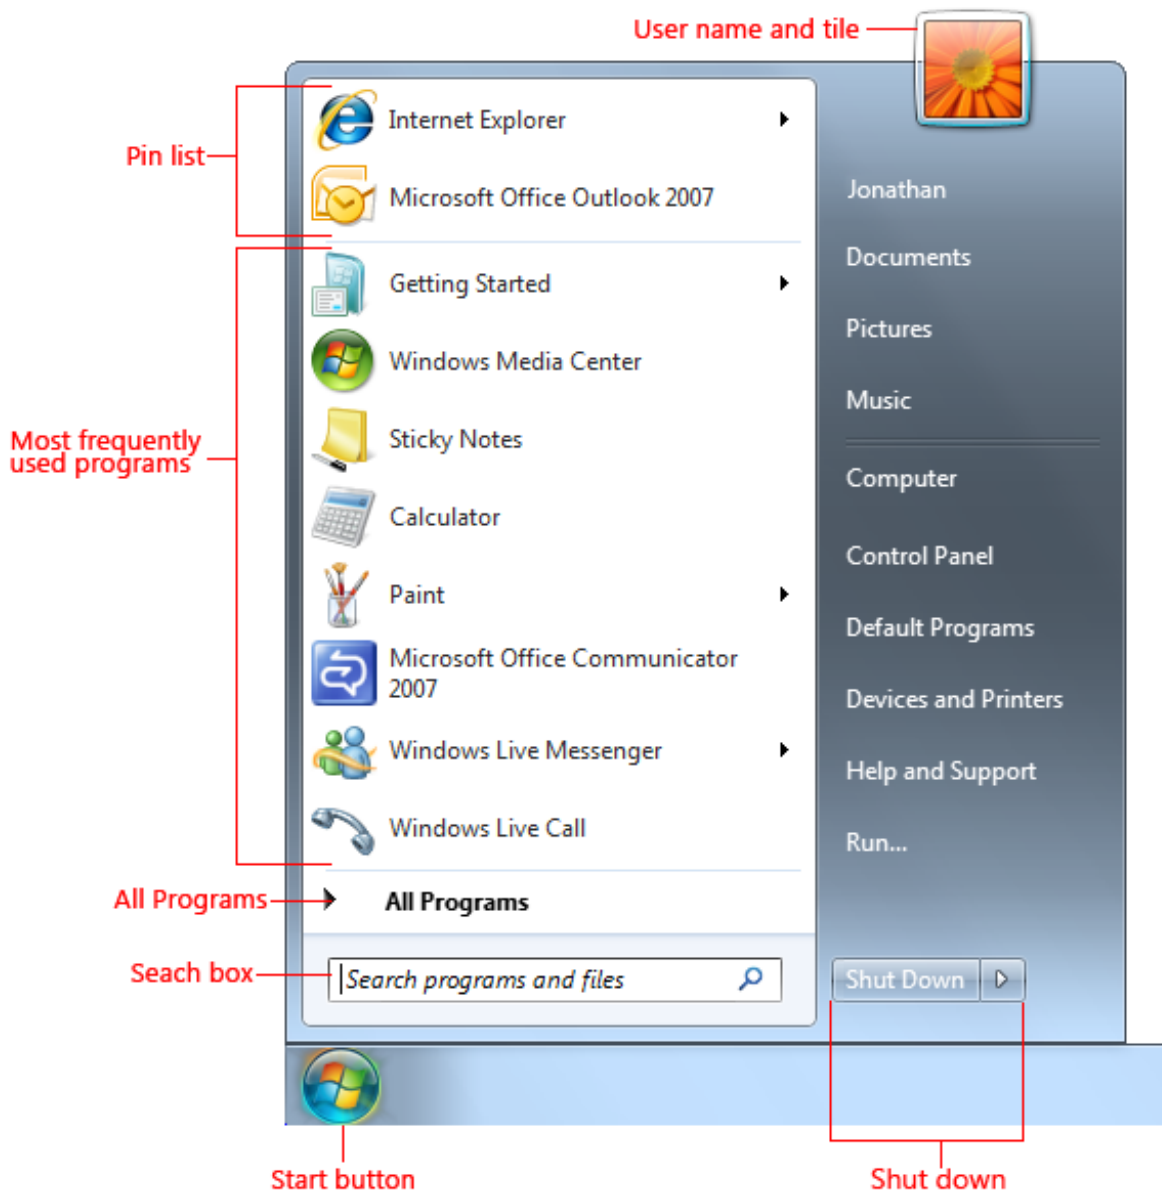 User name and tile
Pin list
Internet Explorer
Microsoft Office Outlook 2007
Most frequently
used programs
Getting Started
Windows Media Center
Sticky Notes
Calculator
Paint
Microsoft Office Communicator
2007
Windows Live Messenger
Windows Live Call
All Programs
All Programs
Seach box
Search programs and files
Jonathan
Documents
Pictures
Music
Computer
Control Panel
Default Programs
Devices and Printers
Help and Support
Run...
Shut Down
Start button
Shut down